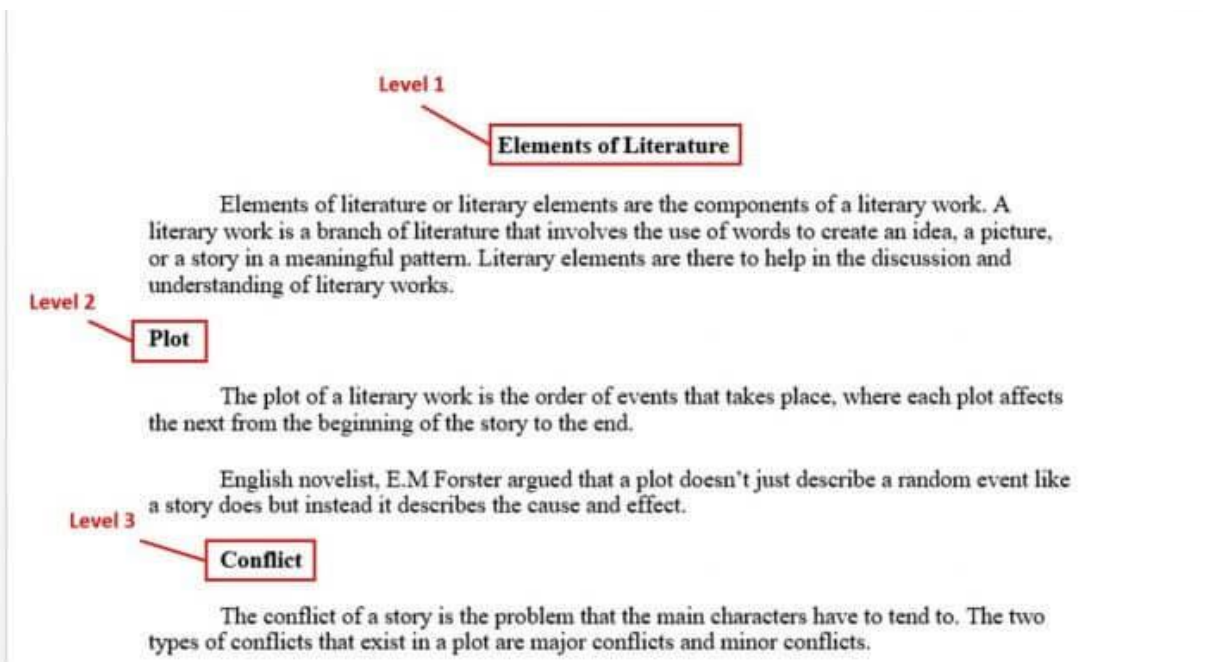 Level 1
Elements of Literature
Elements of literature or literary elements are the components of a literary work. A
literary work is a branch of literature that involves the use of words to create an idea, a picture,
or a story in a meaningful pattern. Literary elements are there to help in the discussion and
understanding of literary works.
Level 2
Plot
The plot of a literary work is the order of events that takes place, where each plot affects
the next from the beginning of the story to the end.
English novelist, E.M Forster argued that a plot doesn't just describe a random event like
a story does but instead it describes the cause and effect.
Level 3
Conflict
The conflict of a story is the problem that the main characters have to tend to. The two
types of conflicts that exist in a plot are major conflicts and minor conflicts.